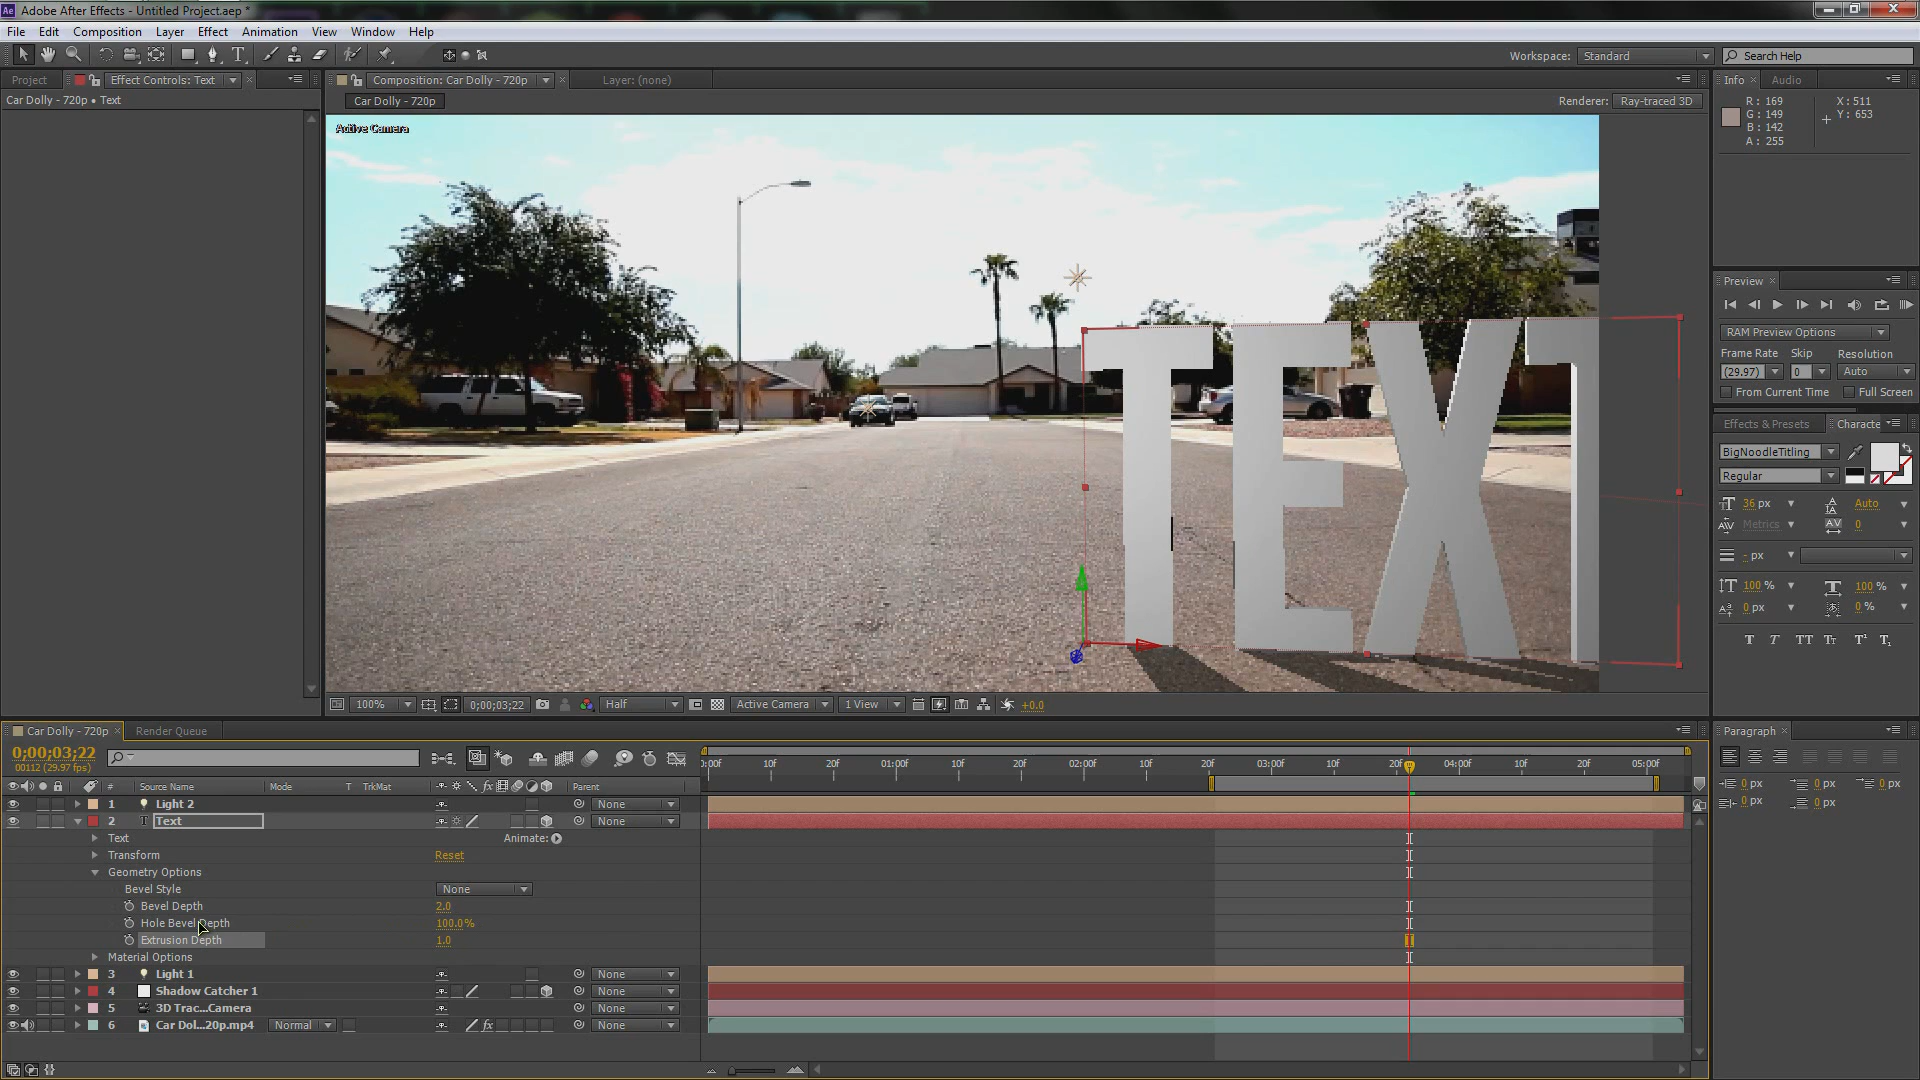 Ae Adobe After Effects - Untitled Project.aep *
File Edit Composition Layer Effect Animation View Window Help
Workspace: Standard Search Help
Project Effect Controls: Text Composition: Car Dolly - 720p Layer: (none) Info Audio
Car Dolly - 720p • Text
Car Dolly - 720p Renderer: Ray-traced 3D
Active Camera
R : 169 X : 511
G : 149 Y : 653
B : 142
A : 255
Preview
RAM Preview Options
Frame Rate Skip Resolution
(29.97) 0 Auto
From Current Time Full Screen
Effects & Presets Characte
BigNoodleTitling
Regular
36 px Auto
Metrics 0
- px
100 % 100 %
0 px 0 %
T T TT Tt T¹ T₁
TEXT
100% 0;00;03;22 Half Active Camera 1 View +0.0
Car Dolly - 720p Render Queue
0;00;03;22
00112 (29.97 fps)
):00f 10f 20f 01:00f 10f 20f 02:00f 10f 20f 03:00f 10f 20f 04:00f 10f 20f 05:00f
# Source Name Mode T TrkMat fx Parent
1 Light 2 None
2 T Text None
Text Animate:
Transform Reset
Geometry Options
Bevel Style None
Bevel Depth 2.0
Hole Bevel Depth 100.0%
Extrusion Depth 1.0
Material Options
3 Light 1 None
4 Shadow Catcher 1 None
5 3D Trac...Camera None
6 Car Dol...20p.mp4 Normal fx None
Paragraph
0 px 0 px 0 px
0 px 0 px